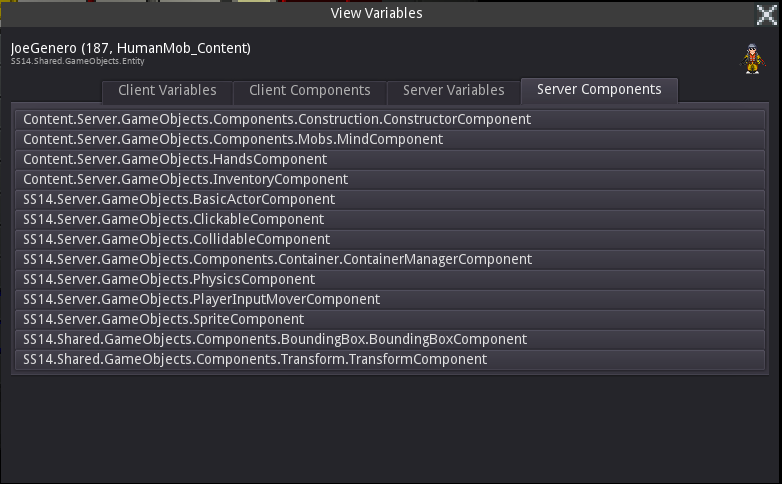 View Variables
JoeGenero (187, HumanMob_Content)
SS14.Shared.GameObjects.Entity
Client Variables
Client Components
Server Variables
Server Components
Content.Server.GameObjects.Components.Construction.ConstructorComponent
Content.Server.GameObjects.Components.Mobs.MindComponent
Content.Server.GameObjects.HandsComponent
Content.Server.GameObjects.InventoryComponent
SS14.Server.GameObjects.BasicActorComponent
SS14.Server.GameObjects.ClickableComponent
SS14.Server.GameObjects.CollidableComponent
SS14.Server.GameObjects.Components.Container.ContainerManagerComponent
SS14.Server.GameObjects.PhysicsComponent
SS14.Server.GameObjects.PlayerInputMoverComponent
SS14.Server.GameObjects.SpriteComponent
SS14.Shared.GameObjects.Components.BoundingBox.BoundingBoxComponent
SS14.Shared.GameObjects.Components.Transform.TransformComponent